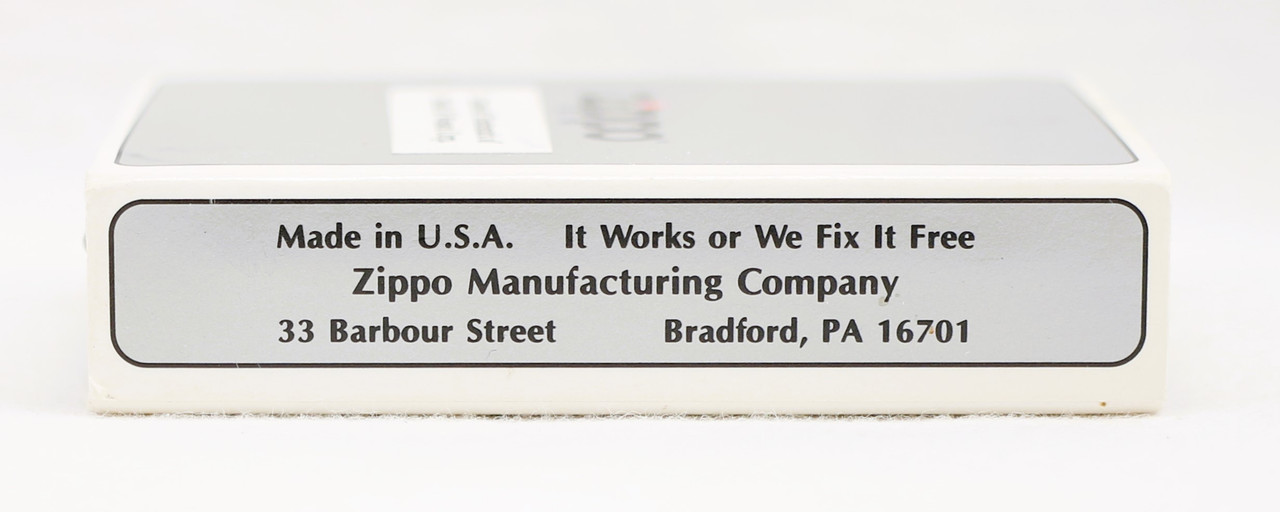 Made in U.S.A. It Works or We Fix It Free
Zippo Manufacturing Company
33 Barbour Street Bradford, PA 16701